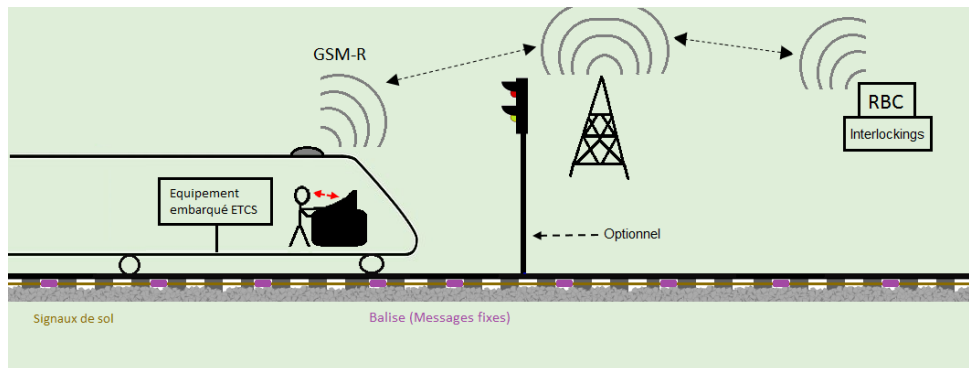 GSM-R
RBC
Interlockings
Equipement
embarqué ETCS
Optionnel
Signaux de sol
Balise (Messages fixes)